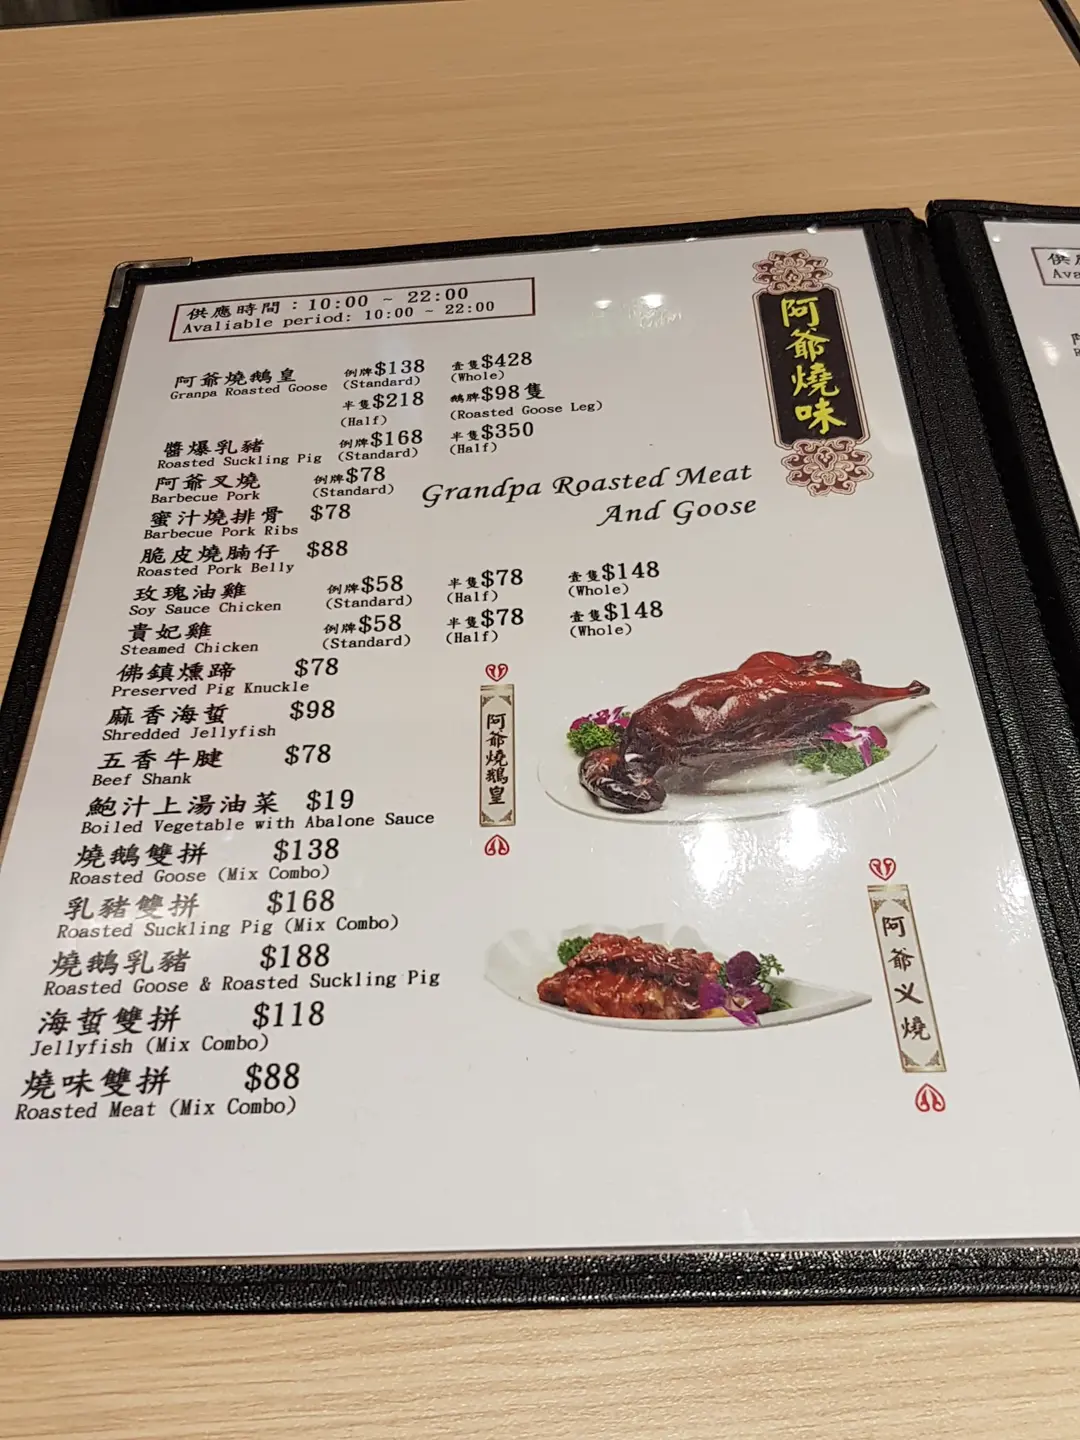 供應時間：10:00 ~ 22:00
Avaliable period: 10:00 ~ 22:00
阿爺燒味
阿爺燒鵝皇 例牌$138 壹隻$428
Granpa Roasted Goose (Standard) (Whole)
半隻$218 鵝脾$98隻
(Half) (Roasted Goose Leg)
醬爆乳豬 例牌$168 半隻$350
Roasted Suckling Pig (Standard) (Half)
阿爺叉燒 例牌$78
Barbecue Pork (Standard)
Grandpa Roasted Meat
And Goose
蜜汁燒排骨 $78
Barbecue Pork Ribs
脆皮燒腩仔 $88
Roasted Pork Belly
玫瑰油雞 例牌$58 半隻$78 壹隻$148
Soy Sauce Chicken (Standard) (Half) (Whole)
貴妃雞 例牌$58 半隻$78 壹隻$148
Steamed Chicken (Standard) (Half) (Whole)
佛鎮燻蹄 $78
Preserved Pig Knuckle
麻香海蜇 $98
Shredded Jellyfish
五香牛腱 $78
Beef Shank
鮑汁上湯油菜 $19
Boiled Vegetable with Abalone Sauce
燒鵝雙拼 $138
Roasted Goose (Mix Combo)
乳豬雙拼 $168
Roasted Suckling Pig (Mix Combo)
燒鵝乳豬 $188
Roasted Goose & Roasted Suckling Pig
海蜇雙拼 $118
Jellyfish (Mix Combo)
燒味雙拼 $88
Roasted Meat (Mix Combo)
阿爺燒鵝皇
阿爺义燒
供
Ava